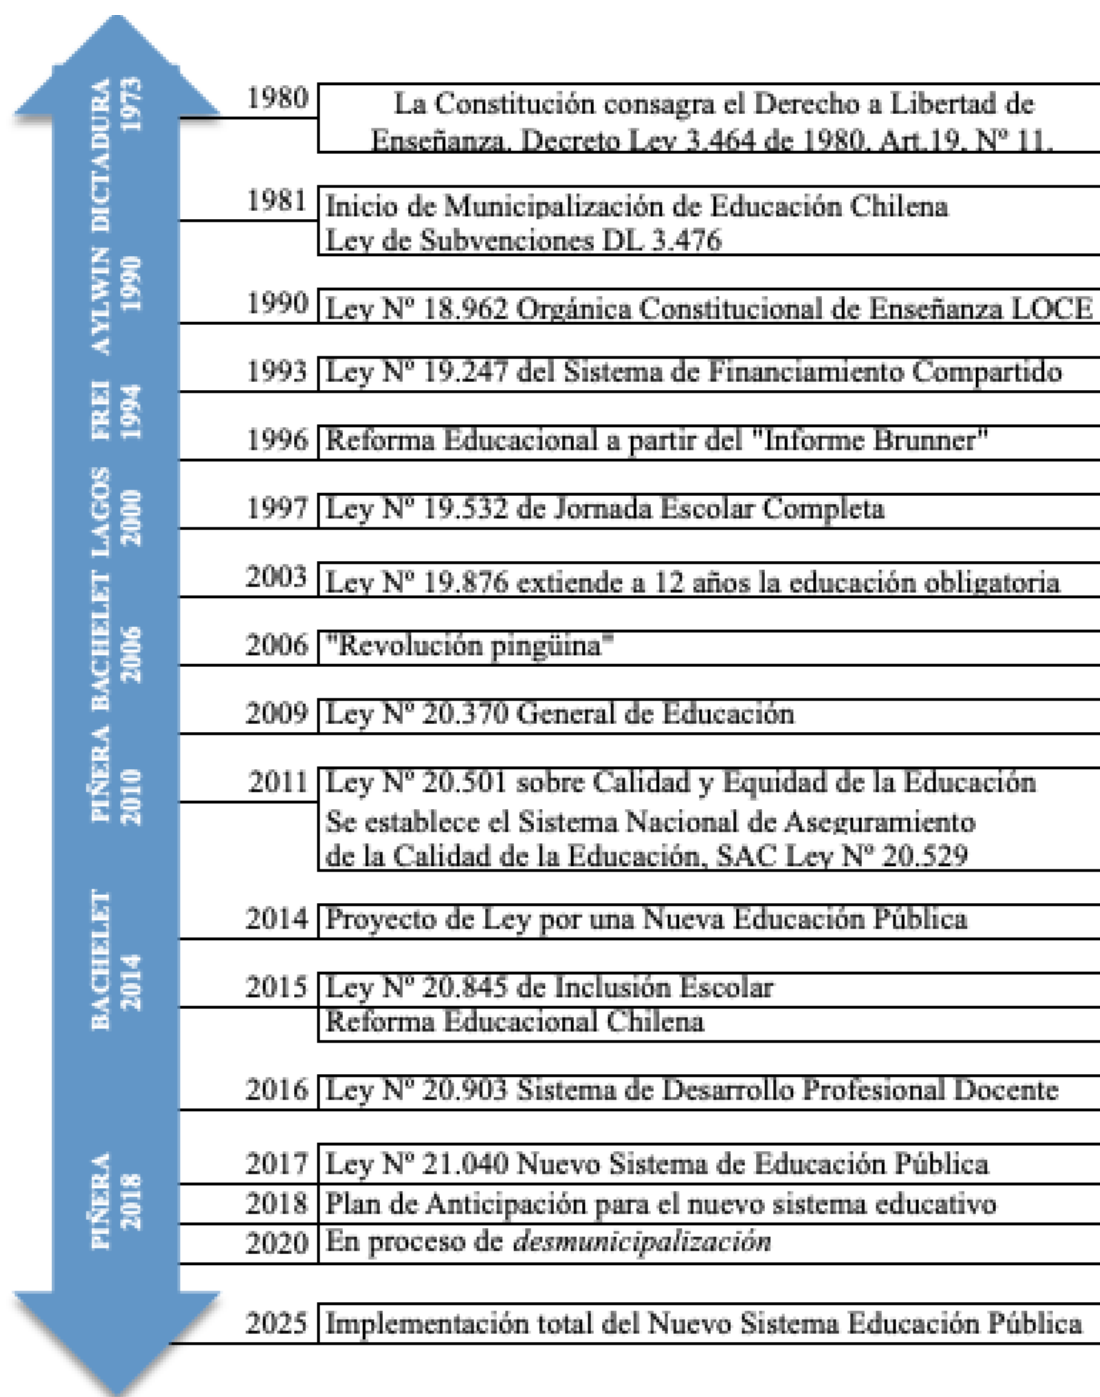 DICTADURA
1973
AYLWIN
1990
FREI
1994
LAGOS
2000
BACHELET
2006
PIÑERA
2010
BACHELET
2014
PIÑERA
2018
1980
La Constitución consagra el Derecho a Libertad de
Enseñanza. Decreto Ley 3.464 de 1980. Art.19. Nº 11.
1981
Inicio de Municipalización de Educación Chilena
Ley de Subvenciones DL 3.476
1990
Ley Nº 18.962 Orgánica Constitucional de Enseñanza LOCE
1993
Ley Nº 19.247 del Sistema de Financiamiento Compartido
1996
Reforma Educacional a partir del "Informe Brunner"
1997
Ley Nº 19.532 de Jornada Escolar Completa
2003
Ley Nº 19.876 extiende a 12 años la educación obligatoria
2006
"Revolución pingüina"
2009
Ley Nº 20.370 General de Educación
2011
Ley Nº 20.501 sobre Calidad y Equidad de la Educación
Se establece el Sistema Nacional de Aseguramiento
de la Calidad de la Educación, SAC Ley Nº 20.529
2014
Proyecto de Ley por una Nueva Educación Pública
2015
Ley Nº 20.845 de Inclusión Escolar
Reforma Educacional Chilena
2016
Ley Nº 20.903 Sistema de Desarrollo Profesional Docente
2017
Ley Nº 21.040 Nuevo Sistema de Educación Pública
2018
Plan de Anticipación para el nuevo sistema educativo
2020
En proceso de desmunicipalización
2025
Implementación total del Nuevo Sistema Educación Pública